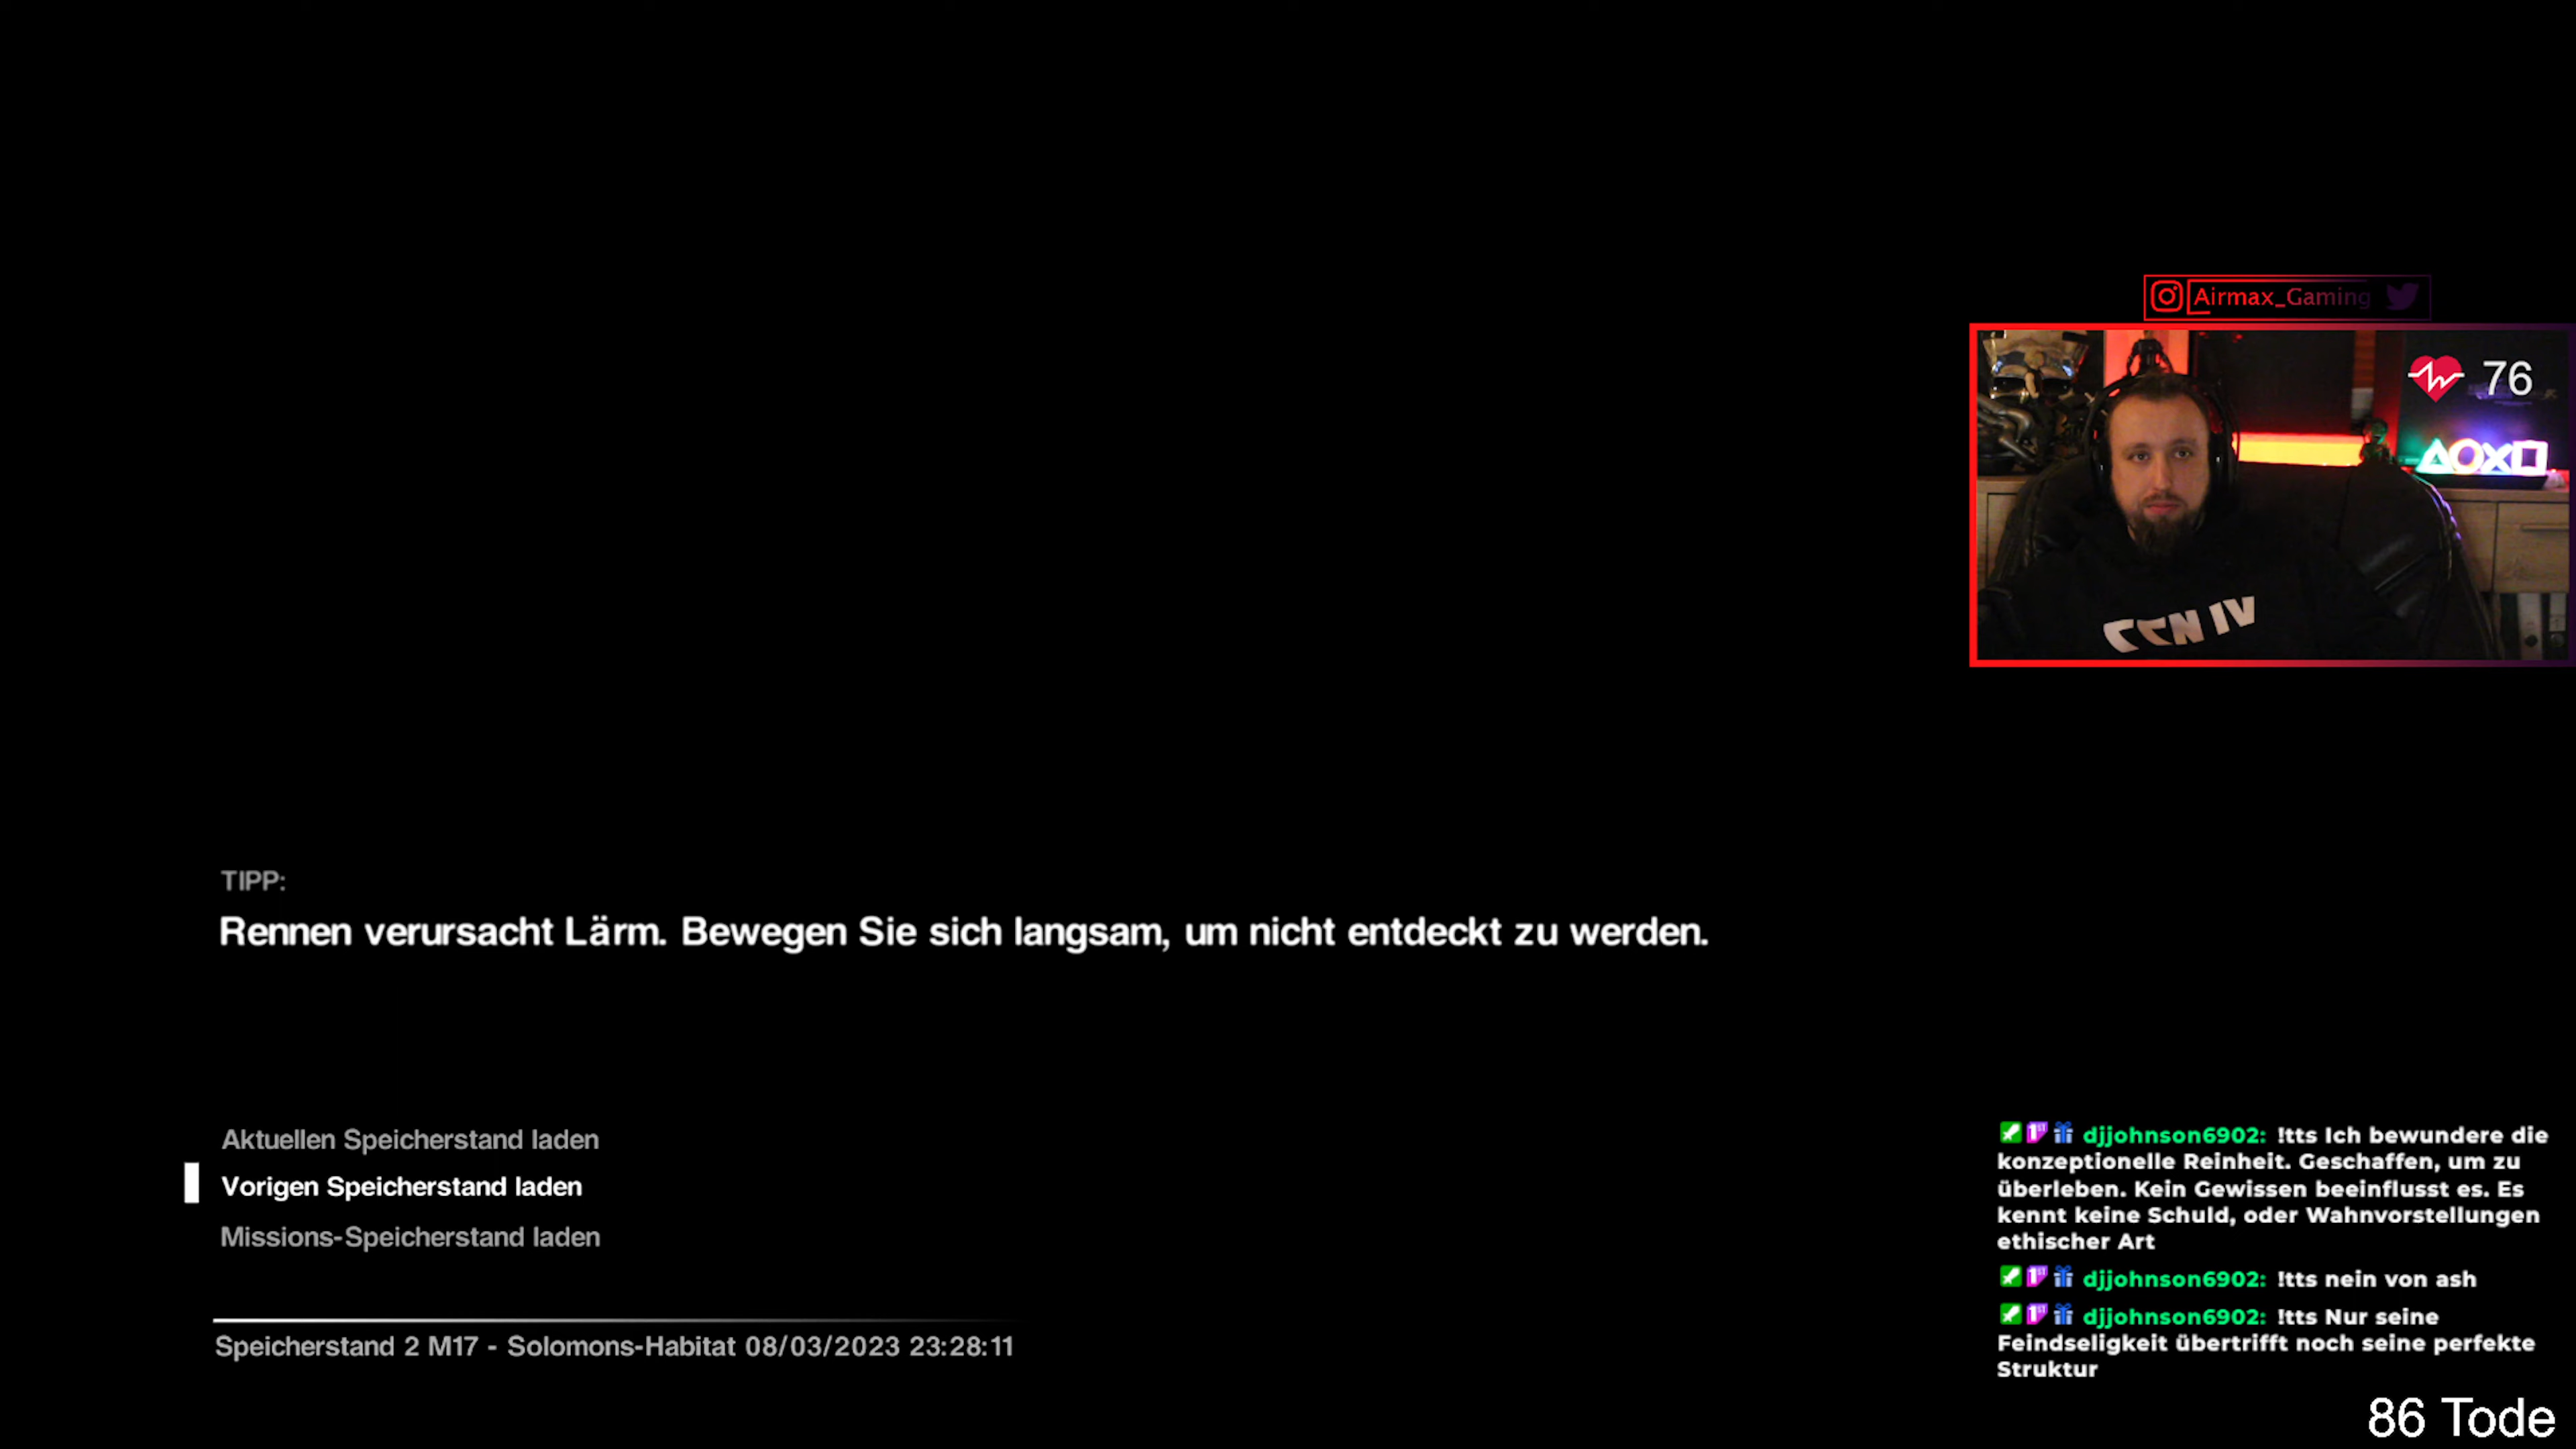 Airmax_Gaming
76
TIPP:
Rennen verursacht Lärm. Bewegen Sie sich langsam, um nicht entdeckt zu werden.
Aktuellen Speicherstand laden
Vorigen Speicherstand laden
Missions-Speicherstand laden
Speicherstand 2 M17 - Solomons-Habitat 08/03/2023 23:28:11
djjohnson6902: !tts Ich bewundere die
konzeptionelle Reinheit. Geschaffen, um zu
überleben. Kein Gewissen beeinflusst es. Es
kennt keine Schuld, oder Wahnvorstellungen
ethischer Art
djjohnson6902: !tts nein von ash
djjohnson6902: !tts Nur seine
Feindseligkeit übertrifft noch seine perfekte
Struktur
86 Tode